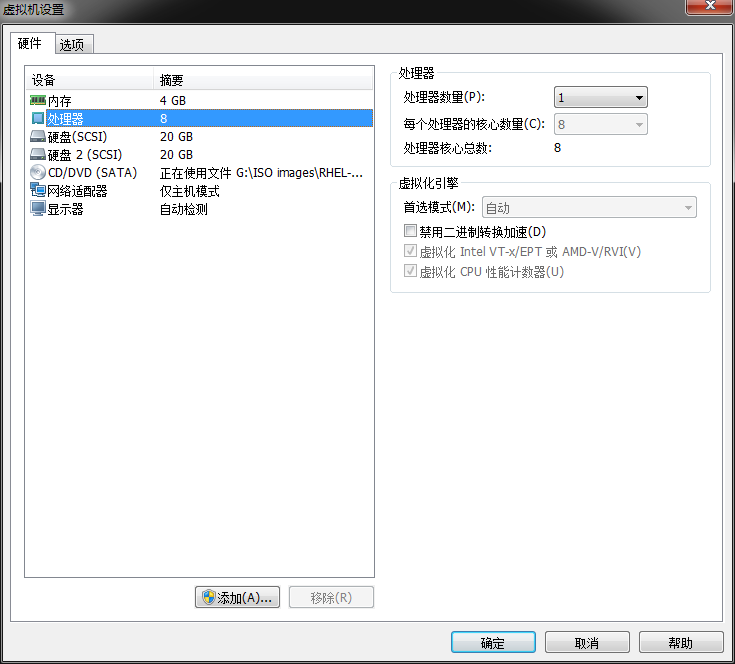 虚拟机设置
硬件 选项
设备 摘要
内存 4 GB
处理器 8
硬盘(SCSI) 20 GB
硬盘 2 (SCSI) 20 GB
CD/DVD (SATA) 正在使用文件 G:\ISO images\RHEL-...
网络适配器 仅主机模式
显示器 自动检测
添加(A)... 移除(R)
处理器
处理器数量(P): 1
每个处理器的核心数量(C): 8
处理器核心总数: 8
虚拟化引擎
首选模式(M): 自动
禁用二进制转换加速(D)
虚拟化 Intel VT-x/EPT 或 AMD-V/RVI(V)
虚拟化 CPU 性能计数器(U)
确定 取消 帮助